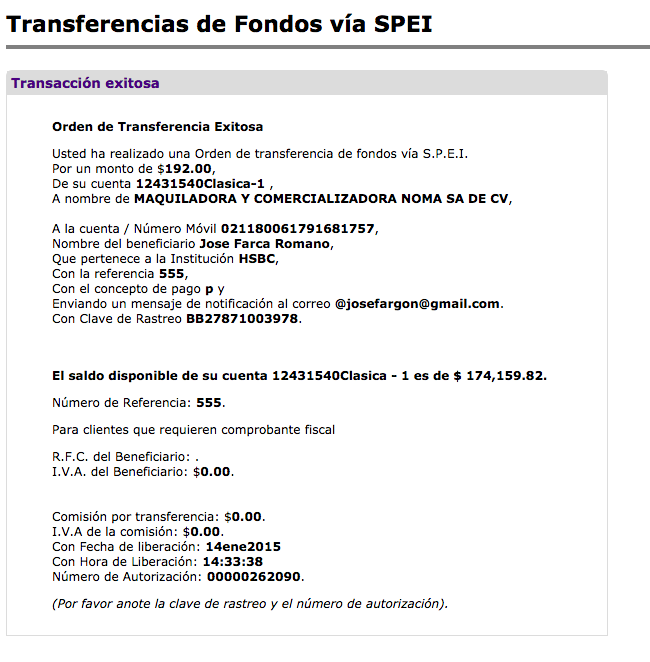 Transferencias de Fondos vía SPEI
Transacción exitosa
Orden de Transferencia Exitosa
Usted ha realizado una Orden de transferencia de fondos vía S.P.E.I.
Por un monto de $192.00,
De su cuenta 12431540Clasica-1 ,
A nombre de MAQUILADORA Y COMERCIALIZADORA NOMA SA DE CV,
A la cuenta / Número Móvil 021180061791681757,
Nombre del beneficiario Jose Farca Romano,
Que pertenece a la Institución HSBC,
Con la referencia 555,
Con el concepto de pago p y
Enviando un mensaje de notificación al correo @josefargon@gmail.com.
Con Clave de Rastreo BB27871003978.
El saldo disponible de su cuenta 12431540Clasica - 1 es de $ 174,159.82.
Número de Referencia: 555.
Para clientes que requieren comprobante fiscal
R.F.C. del Beneficiario: .
I.V.A. del Beneficiario: $0.00.
Comisión por transferencia: $0.00.
I.V.A de la comisión: $0.00.
Con Fecha de liberación: 14ene2015
Con Hora de Liberación: 14:33:38
Número de Autorización: 00000262090.
(Por favor anote la clave de rastreo y el número de autorización).